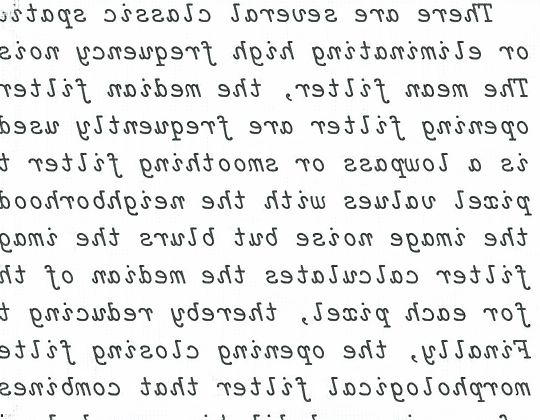 There are several classic spatia
or eliminating high frequency nois
The mean filter, the median filter
opening filter are frequently used
is a lowpass or smoothing filter t
pixel values with the neighborhood
the image noise but blurs the imag
filter calculates the median of th
for each pixel, thereby reducing t
Finally, the opening closing filte
morphological filter that combines